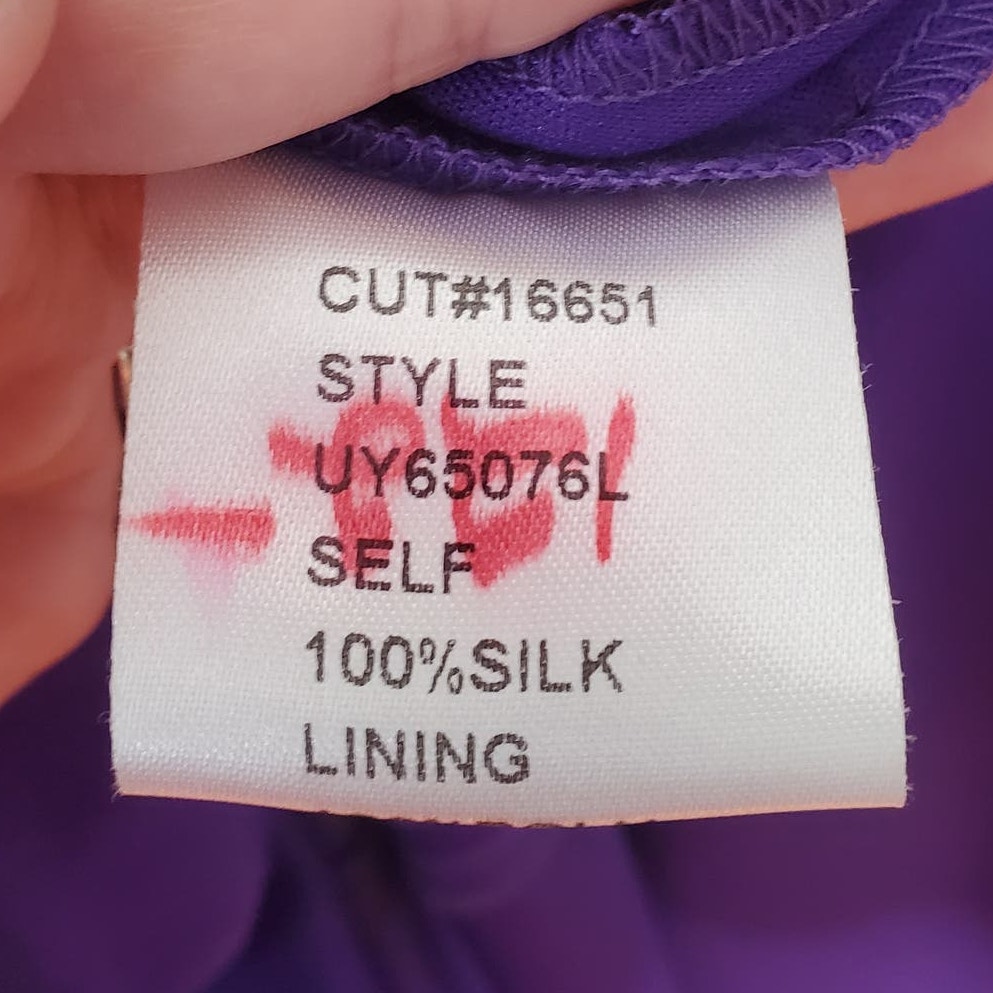 CUT#16651
STYLE
UY65076L
SELF
100%SILK
LINING